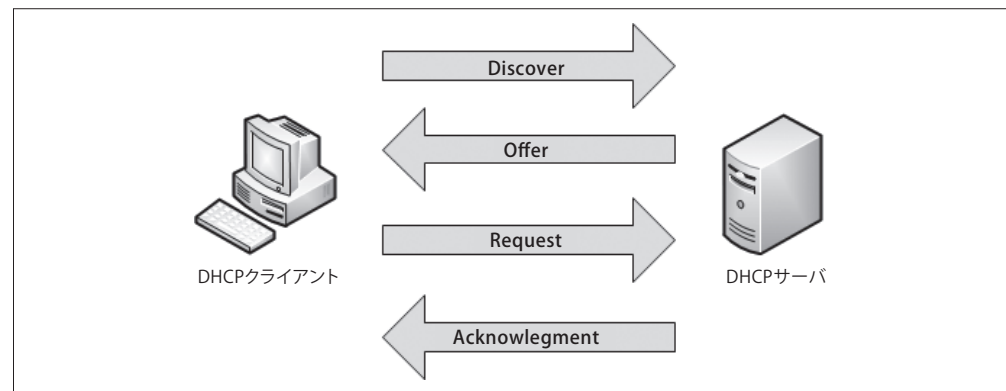 Discover
Offer
Request
DHCPクライアント
DHCPサーバ
Acknowlegment